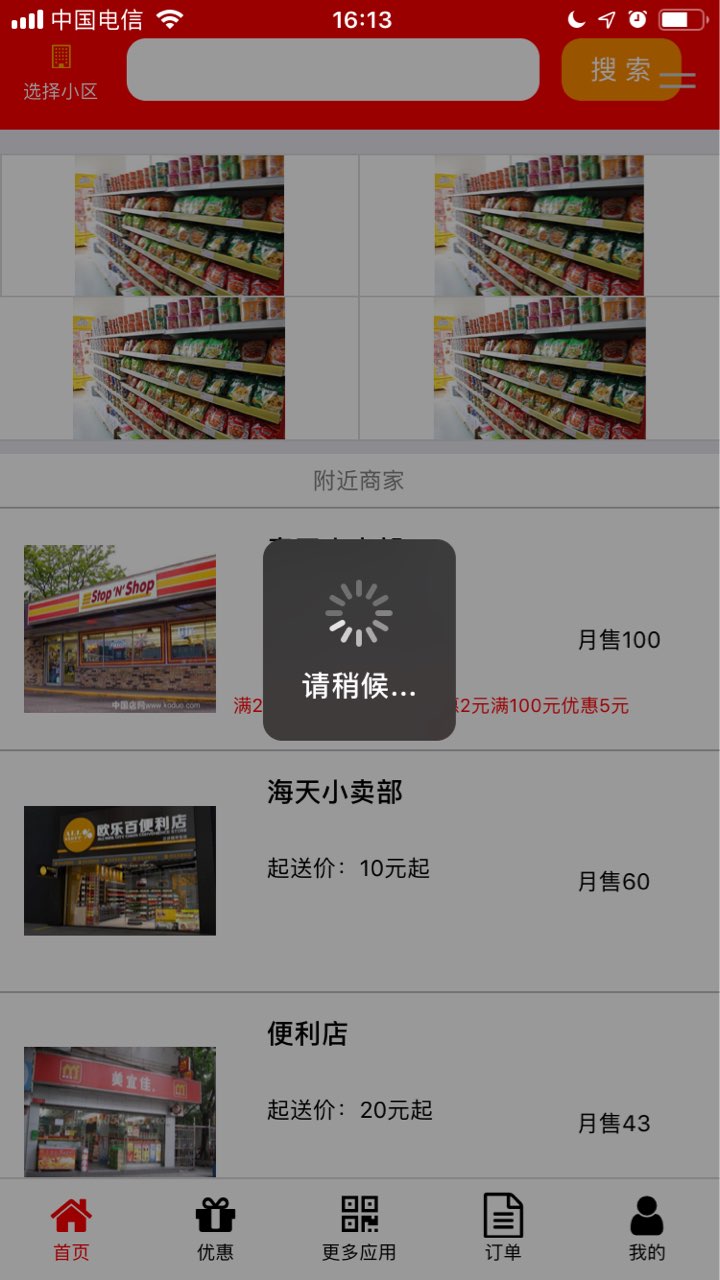 中国电信 16:13
选择小区
搜 索
附近商家
Stop 'N' Shop
中国店网www.koduo.com
月售100
请稍候...
满2
2元满100元优惠5元
海天小卖部
欧乐百便利店
起送价：10元起
月售60
便利店
美宜佳.
起送价：20元起
月售43
首页 优惠 更多应用 订单 我的